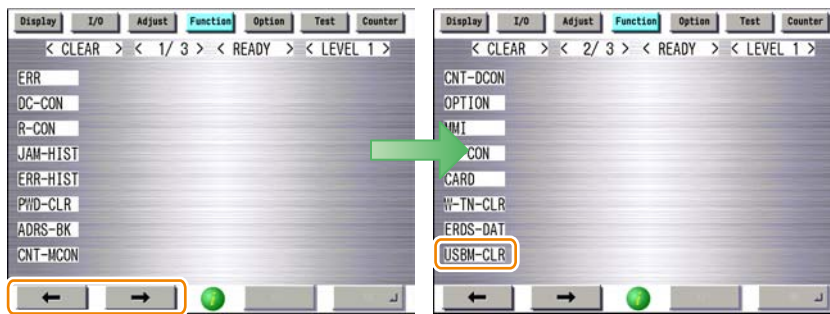 Display I/O Adjust Function Option Test Counter
< CLEAR > < 1/ 3 > < READY > < LEVEL 1 >
ERR
DC-CON
R-CON
JAM-HIST
ERR-HIST
PWD-CLR
ADRS-BK
CNT-MCON
Display I/O Adjust Function Option Test Counter
< CLEAR > < 2/ 3 > < READY > < LEVEL 1 >
CNT-DCON
OPTION
MMI
CON
CARD
W-TN-CLR
ERDS-DAT
USBM-CLR